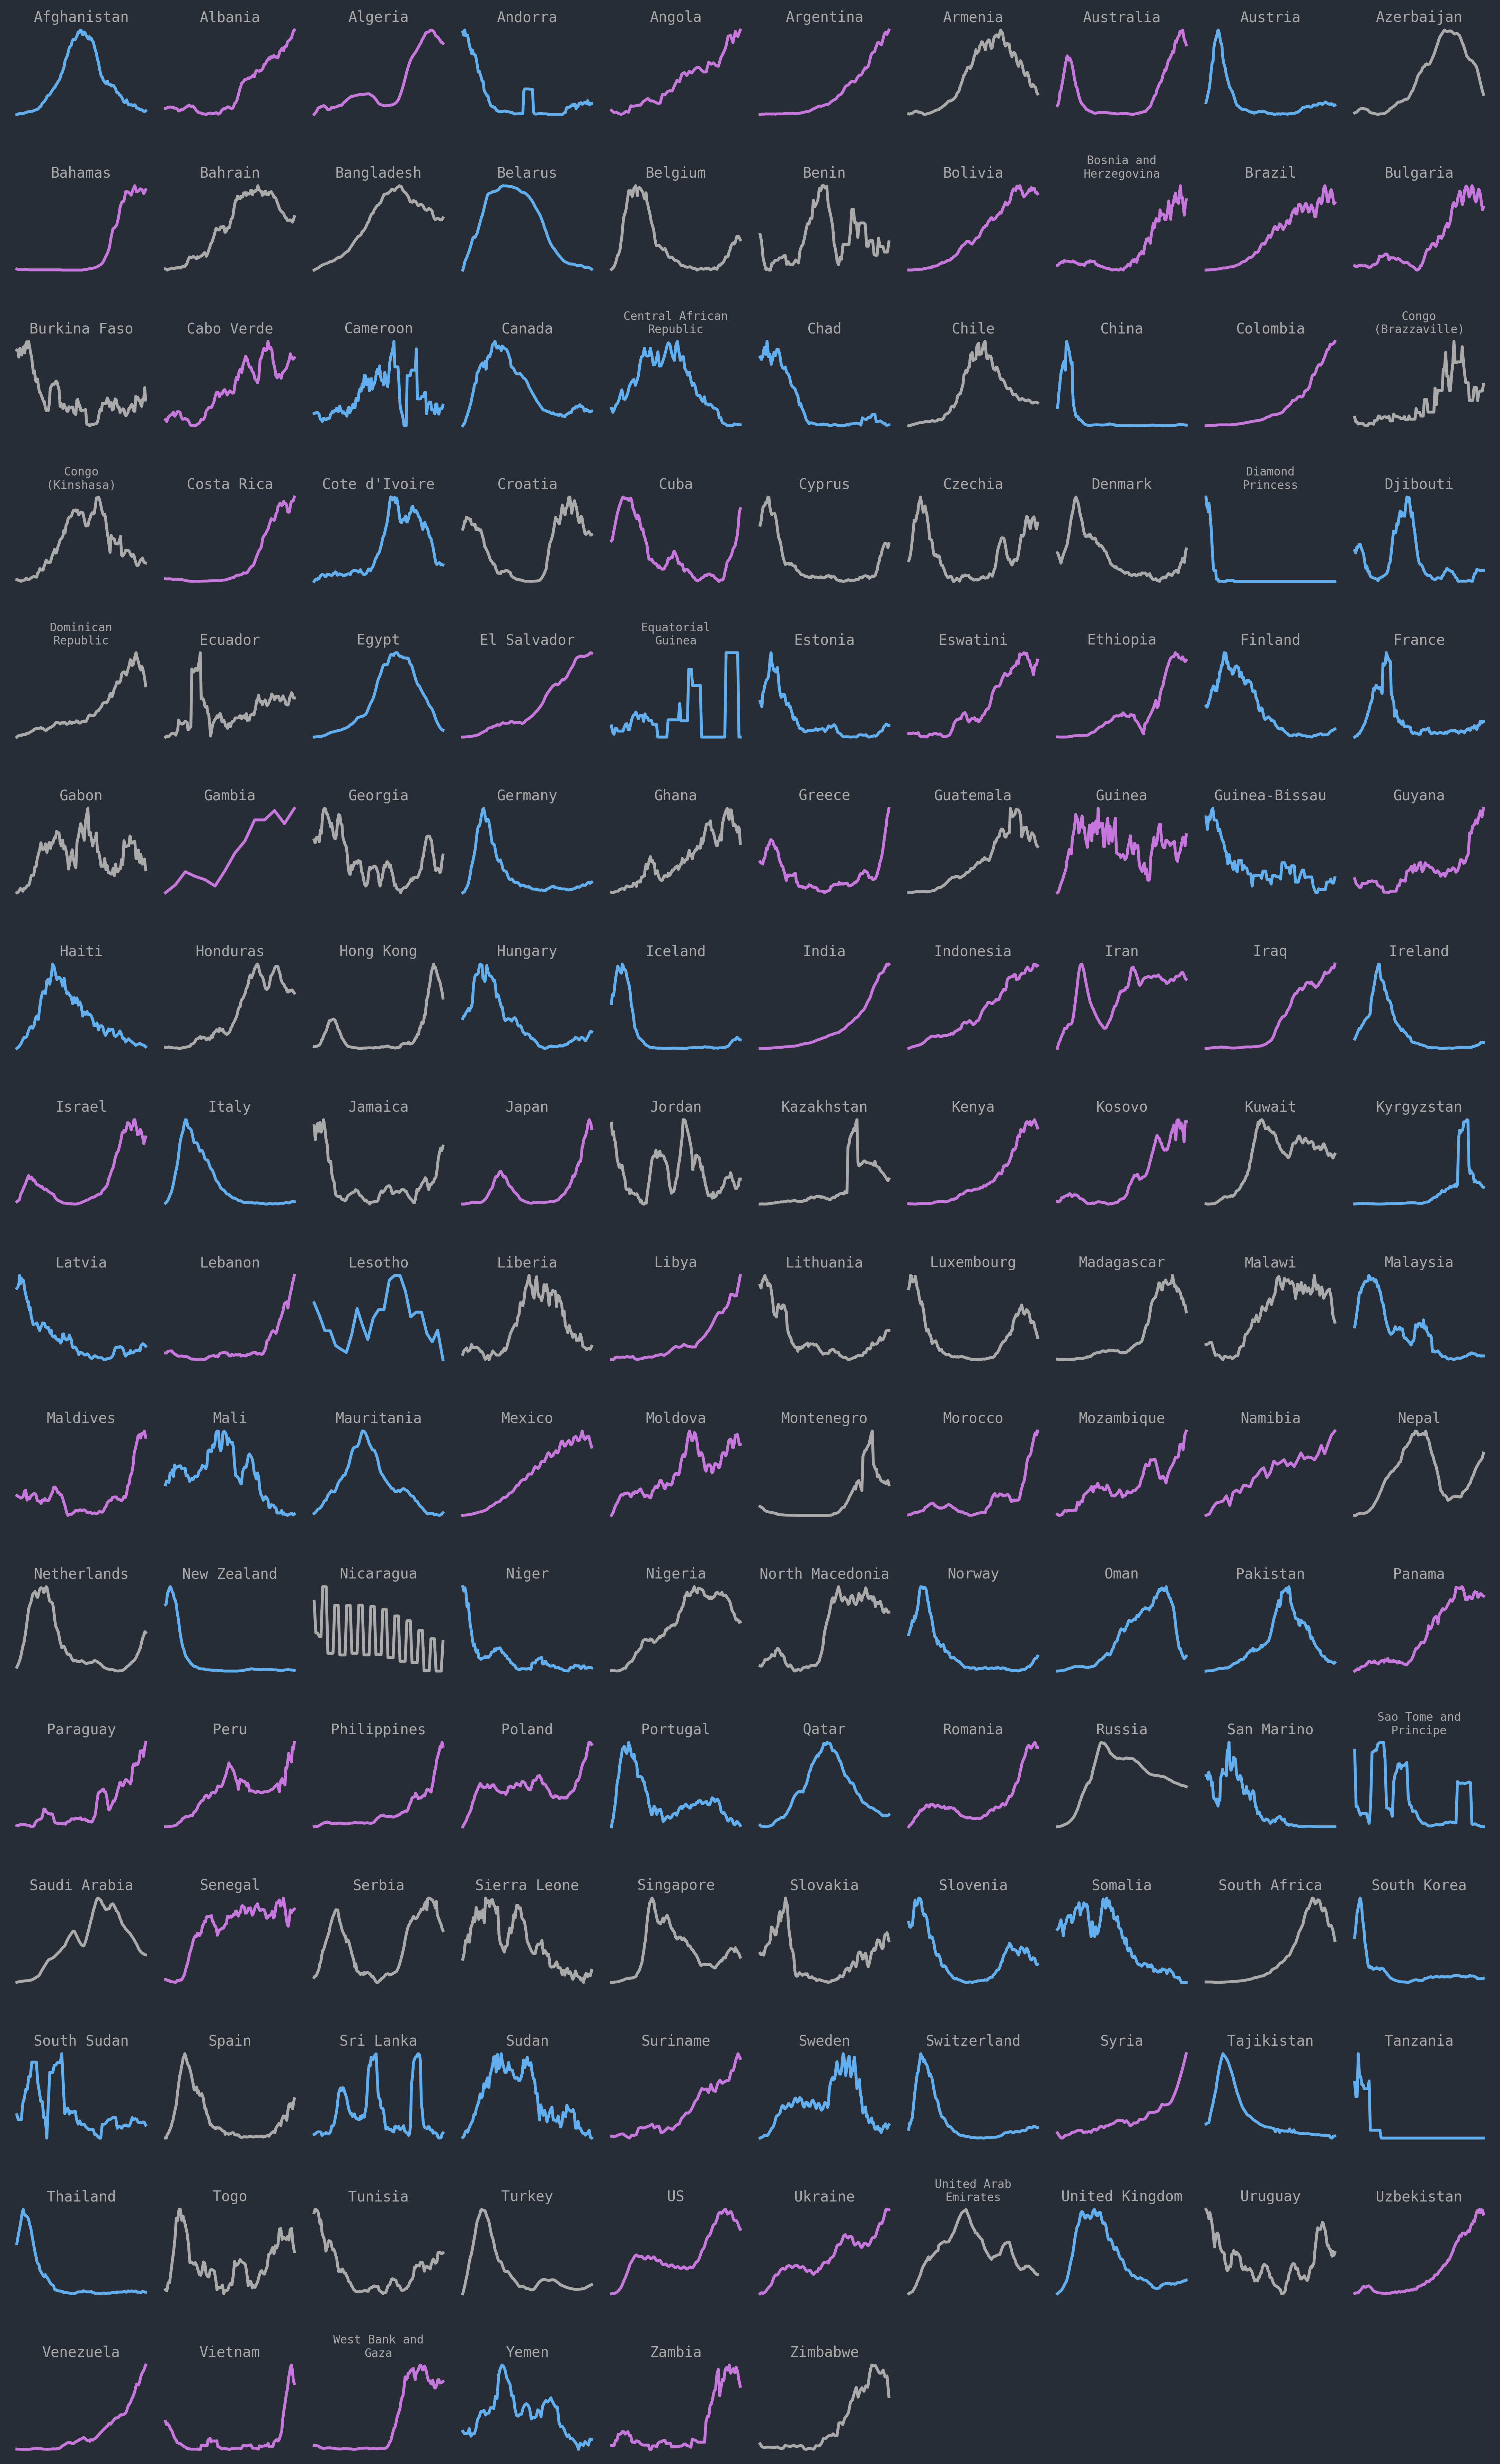 Afghanistan
Albania
Algeria
Andorra
Angola
Argentina
Armenia
Australia
Austria
Azerbaijan
Bahamas
Bahrain
Bangladesh
Belarus
Belgium
Benin
Bolivia
Bosnia and
Herzegovina
Brazil
Bulgaria
Burkina Faso
Cabo Verde
Cameroon
Canada
Central African
Republic
Chad
Chile
China
Colombia
Congo
(Brazzaville)
Congo
(Kinshasa)
Costa Rica
Cote d'Ivoire
Croatia
Cuba
Cyprus
Czechia
Denmark
Diamond
Princess
Djibouti
Dominican
Republic
Ecuador
Egypt
El Salvador
Equatorial
Guinea
Estonia
Eswatini
Ethiopia
Finland
France
Gabon
Gambia
Georgia
Germany
Ghana
Greece
Guatemala
Guinea
Guinea-Bissau
Guyana
Haiti
Honduras
Hong Kong
Hungary
Iceland
India
Indonesia
Iran
Iraq
Ireland
Israel
Italy
Jamaica
Japan
Jordan
Kazakhstan
Kenya
Kosovo
Kuwait
Kyrgyzstan
Latvia
Lebanon
Lesotho
Liberia
Libya
Lithuania
Luxembourg
Madagascar
Malawi
Malaysia
Maldives
Mali
Mauritania
Mexico
Moldova
Montenegro
Morocco
Mozambique
Namibia
Nepal
Netherlands
New Zealand
Nicaragua
Niger
Nigeria
North Macedonia
Norway
Oman
Pakistan
Panama
Paraguay
Peru
Philippines
Poland
Portugal
Qatar
Romania
Russia
San Marino
Sao Tome and
Principe
Saudi Arabia
Senegal
Serbia
Sierra Leone
Singapore
Slovakia
Slovenia
Somalia
South Africa
South Korea
South Sudan
Spain
Sri Lanka
Sudan
Suriname
Sweden
Switzerland
Syria
Tajikistan
Tanzania
Thailand
Togo
Tunisia
Turkey
US
Ukraine
United Arab
Emirates
United Kingdom
Uruguay
Uzbekistan
Venezuela
Vietnam
West Bank and
Gaza
Yemen
Zambia
Zimbabwe